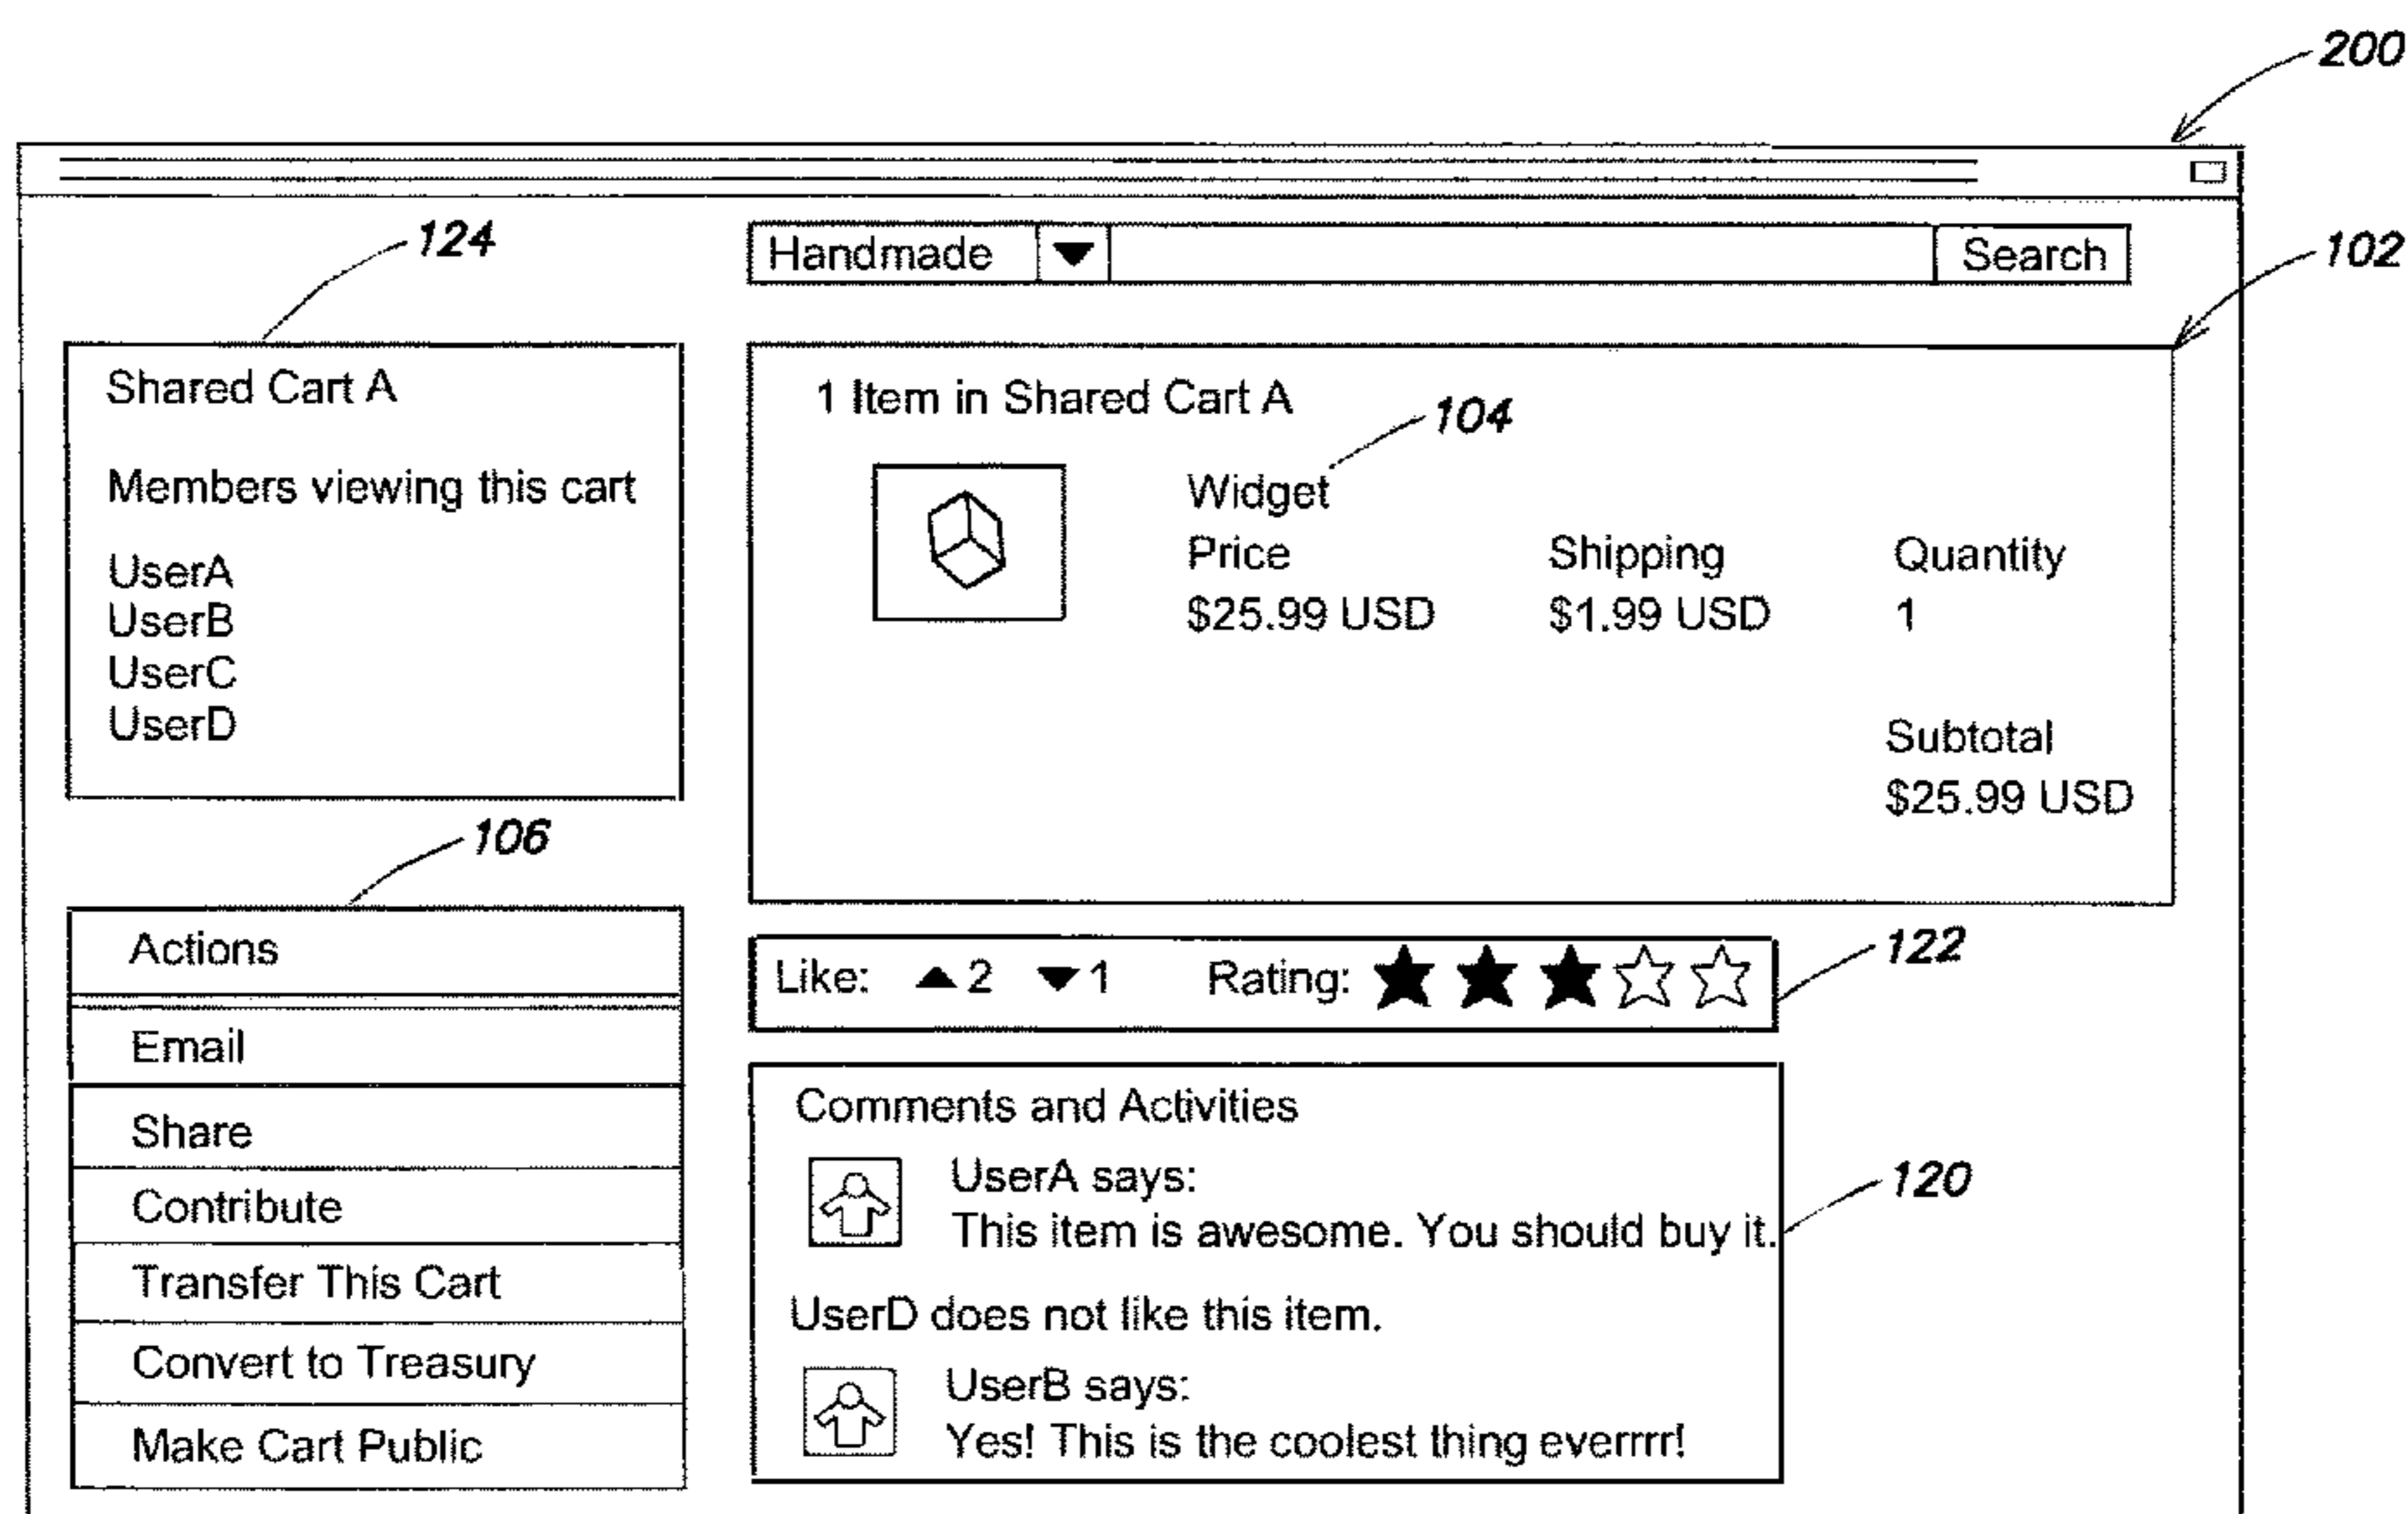 200
124
Handmade Search
102
Shared Cart A
Members viewing this cart
UserA
UserB
UserC
UserD
1 Item in Shared Cart A
104
Widget
Price Shipping Quantity
$25.99 USD $1.99 USD 1
Subtotal
$25.99 USD
106
Actions
Email
Share
Contribute
Transfer This Cart
Convert to Treasury
Make Cart Public
Like: ▲2 ▼1 Rating: ★★★☆☆
122
Comments and Activities
UserA says:
This item is awesome. You should buy it.
120
UserD does not like this item.
UserB says:
Yes! This is the coolest thing everrrr!